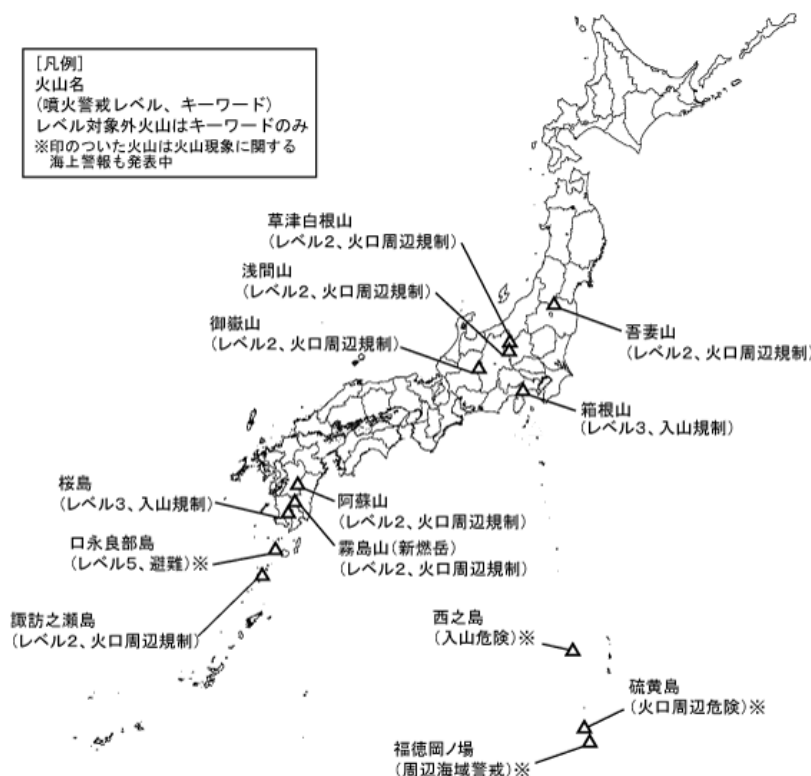 [凡例]
火山名
(噴火警戒レベル、キーワード)
レベル対象外火山はキーワードのみ
※印のついた火山は火山現象に関する
海上警報も発表中
草津白根山
(レベル2、火口周辺規制)
浅間山
(レベル2、火口周辺規制)
御嶽山
(レベル2、火口周辺規制)
吾妻山
(レベル2、火口周辺規制)
箱根山
(レベル3、入山規制)
桜島
(レベル3、入山規制)
阿蘇山
(レベル2、火口周辺規制)
口永良部島
(レベル5、避難)※
霧島山(新燃岳)
(レベル2、火口周辺規制)
諏訪之瀬島
(レベル2、火口周辺規制)
西之島
(入山危険)※
硫黄島
(火口周辺危険)※
福徳岡ノ場
(周辺海域警戒)※